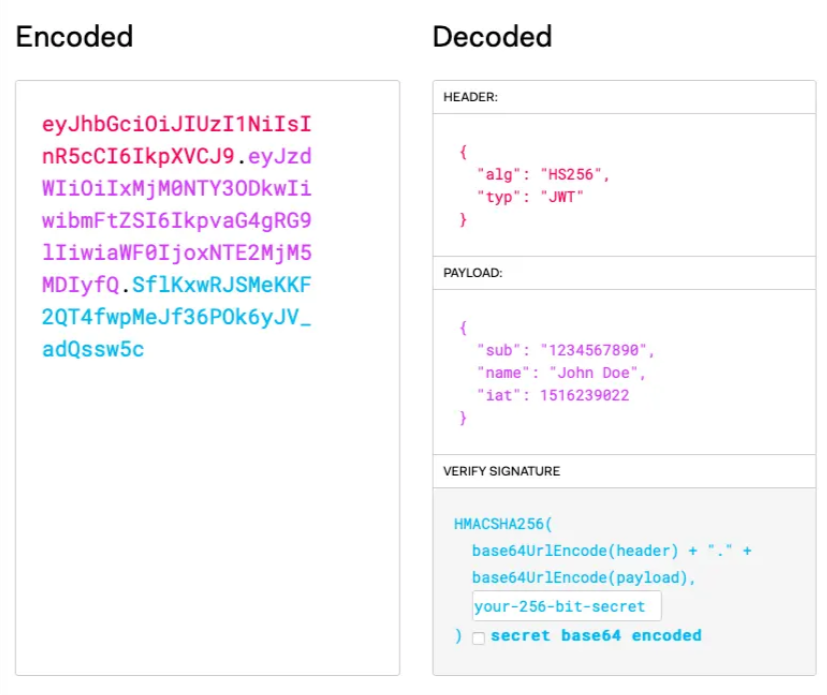 Encoded
eyJhbGciOiJIUzI1NiIsI
nR5cCI6IkpXVCJ9.eyJzd
WIiOiIxMjM0NTY3ODkwIi
wibmFtZSI6IkpvaG4gRG9
lIiwiaWF0IjoxNTE2MjM5
MDIyfQ.SflKxwRJSMeKKF
2QT4fwpMeJf36POk6yJV_
adQssw5c
Decoded
HEADER:
{
"alg": "HS256",
"typ": "JWT"
}
PAYLOAD:
{
"sub": "1234567890",
"name": "John Doe",
"iat": 1516239022
}
VERIFY SIGNATURE
HMACSHA256(
base64UrlEncode(header) + "." +
base64UrlEncode(payload),
your-256-bit-secret
) secret base64 encoded